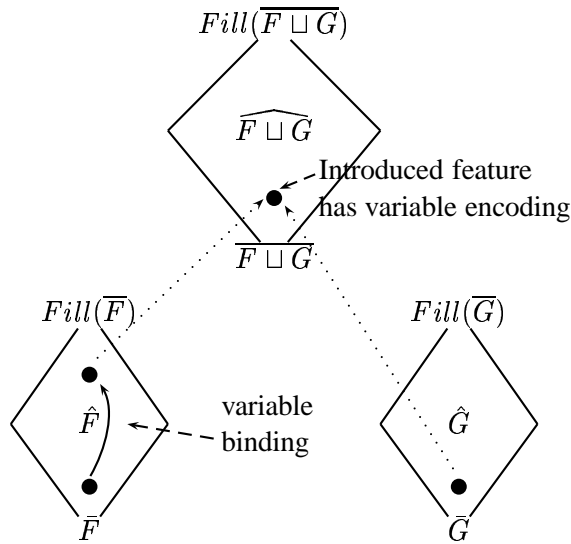 Fill(F̅ ̅⊔̅ ̅G̅)
F ⊔ G^
Introduced feature
has variable encoding
F̅ ̅⊔̅ ̅G̅
Fill(F̅)
Fill(G̅)
variable
F̂
Ĝ
binding
F̄
Ḡ